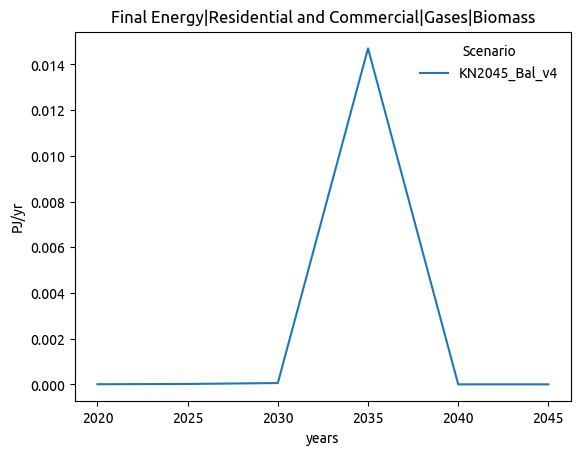 Final Energy|Residential and Commercial|Gases|Biomass
Scenario
KN2045_Bal_v4
0.014
0.012
0.010
0.008
0.006
0.004
0.002
0.000
PJ/yr
2020 2025 2030 2035 2040 2045
years